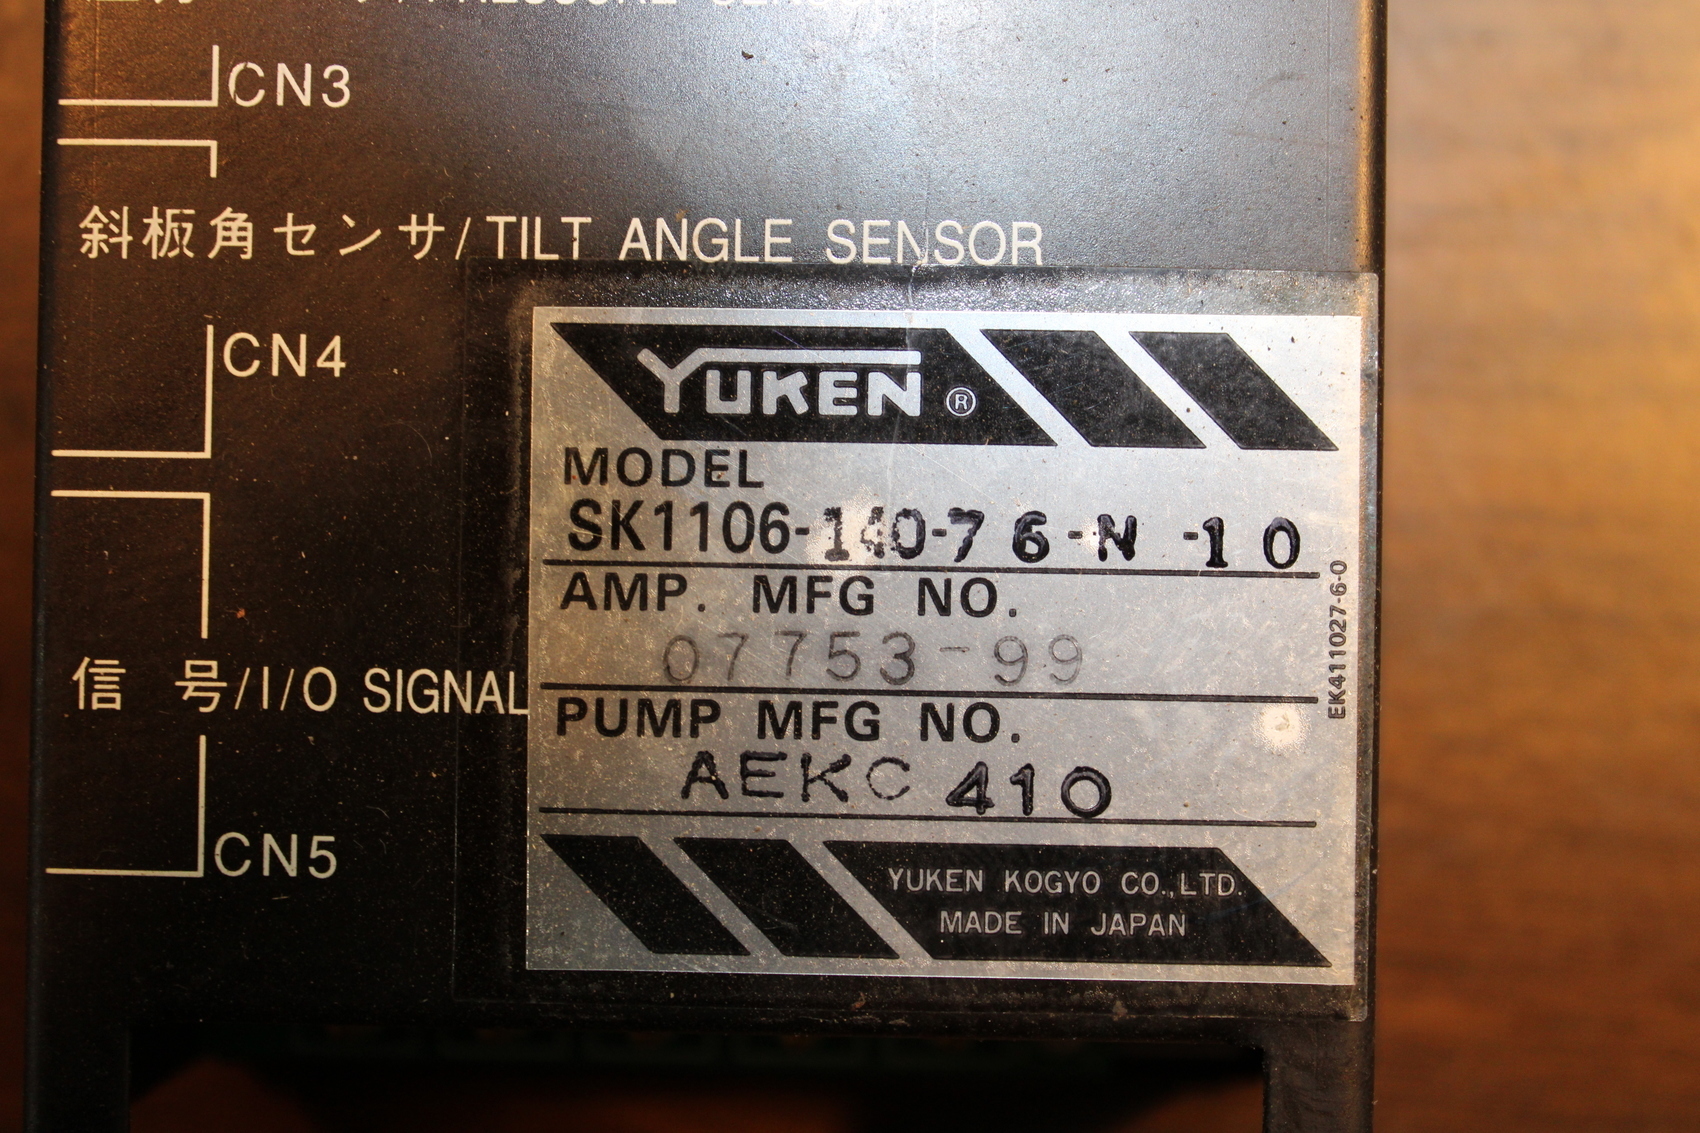 CN3
斜板角センサ/TILT ANGLE SENSOR
CN4
信 号/I/O SIGNAL
CN5
YUKEN ®
MODEL
SK1106-140-76-N-10
AMP. MFG NO.
07753-99
PUMP MFG NO.
AEKC 410
EK411027-6-0
YUKEN KOGYO CO.,LTD.
MADE IN JAPAN